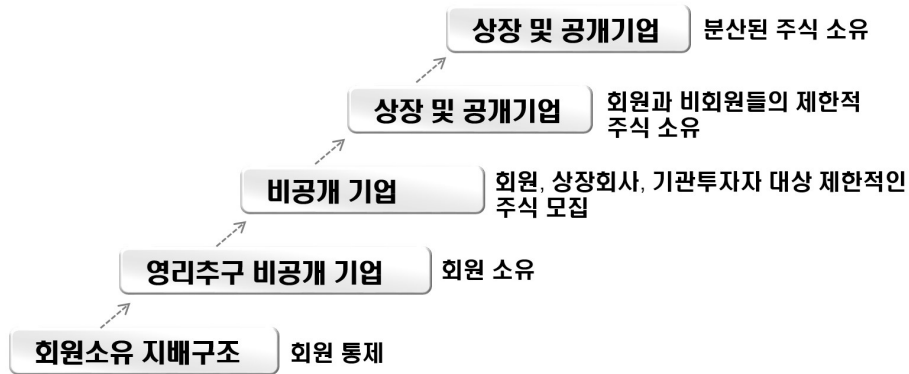 상장 및 공개기업 분산된 주식 소유
상장 및 공개기업 회원과 비회원들의 제한적
주식 소유
비공개 기업 회원, 상장회사, 기관투자자 대상 제한적인
주식 모집
영리추구 비공개 기업 회원 소유
회원소유 지배구조 회원 통제